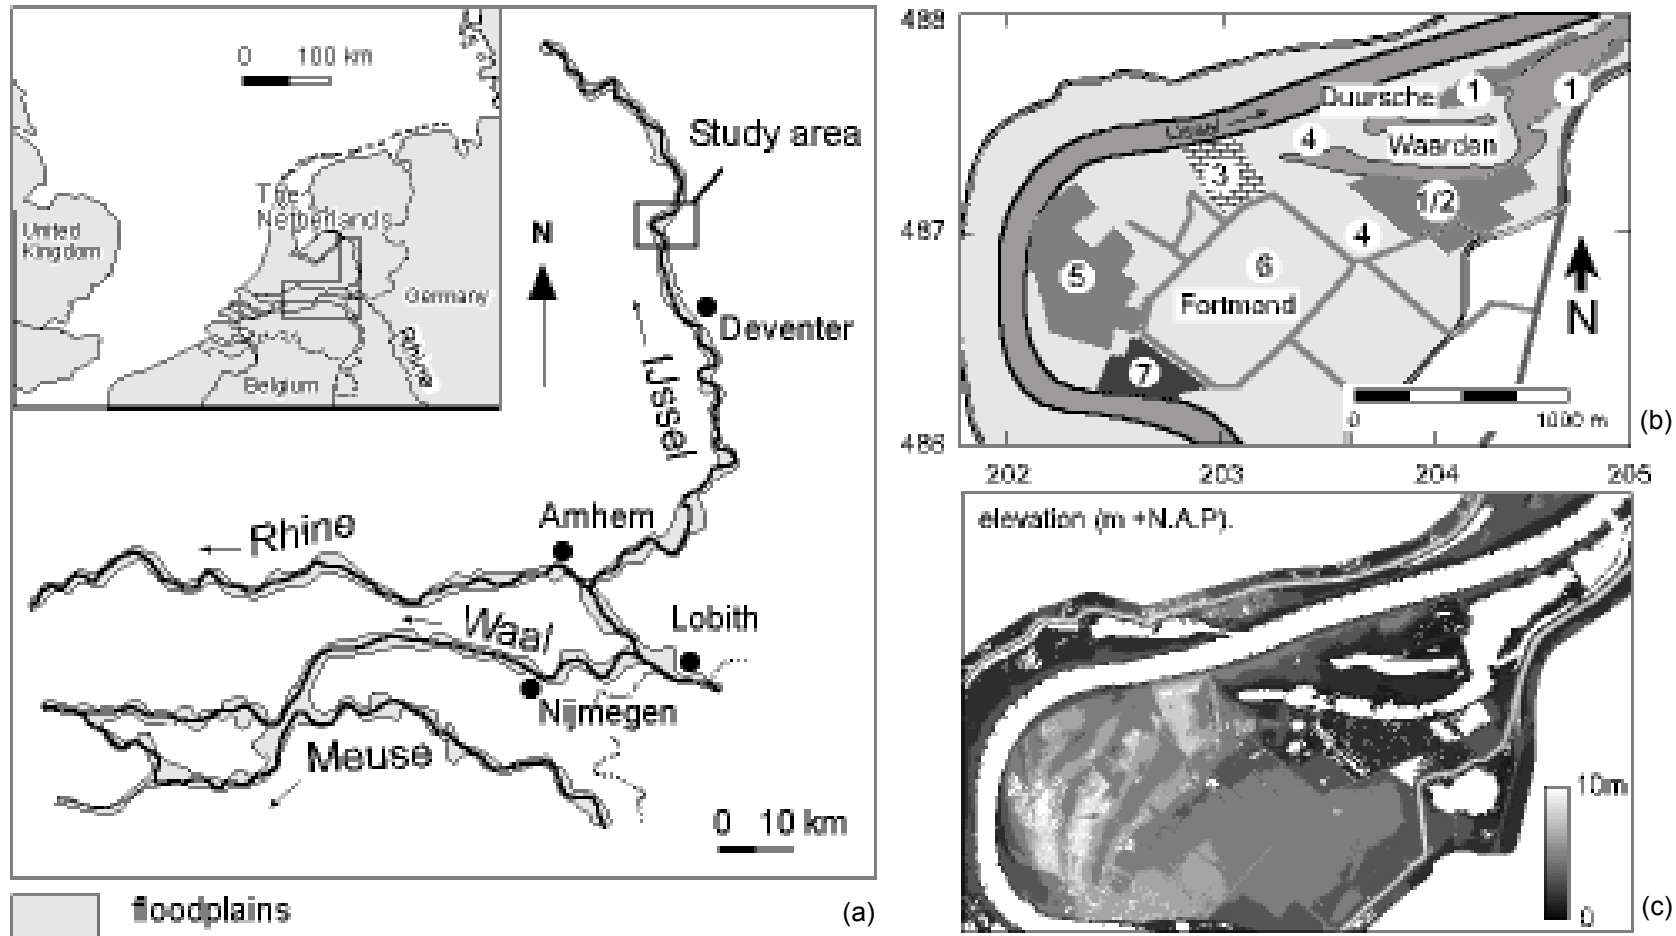 0 100 km
The
Netherlands
United
Kingdom
Germany
Rhine
Belgium
Study area
N
Deventer
IJssel
Arnhem
Rhine
Waal
Lobith
Nijmegen
Meuse
0 10 km
floodplains
(a)
488
487
486
202 203 204 205
Duursche
1
1
IJssel
4
Waarden
3
1/2
4
5
6
Fortmond
7
N
0 1000 m
(b)
elevation (m +N.A.P).
10m
0
(c)